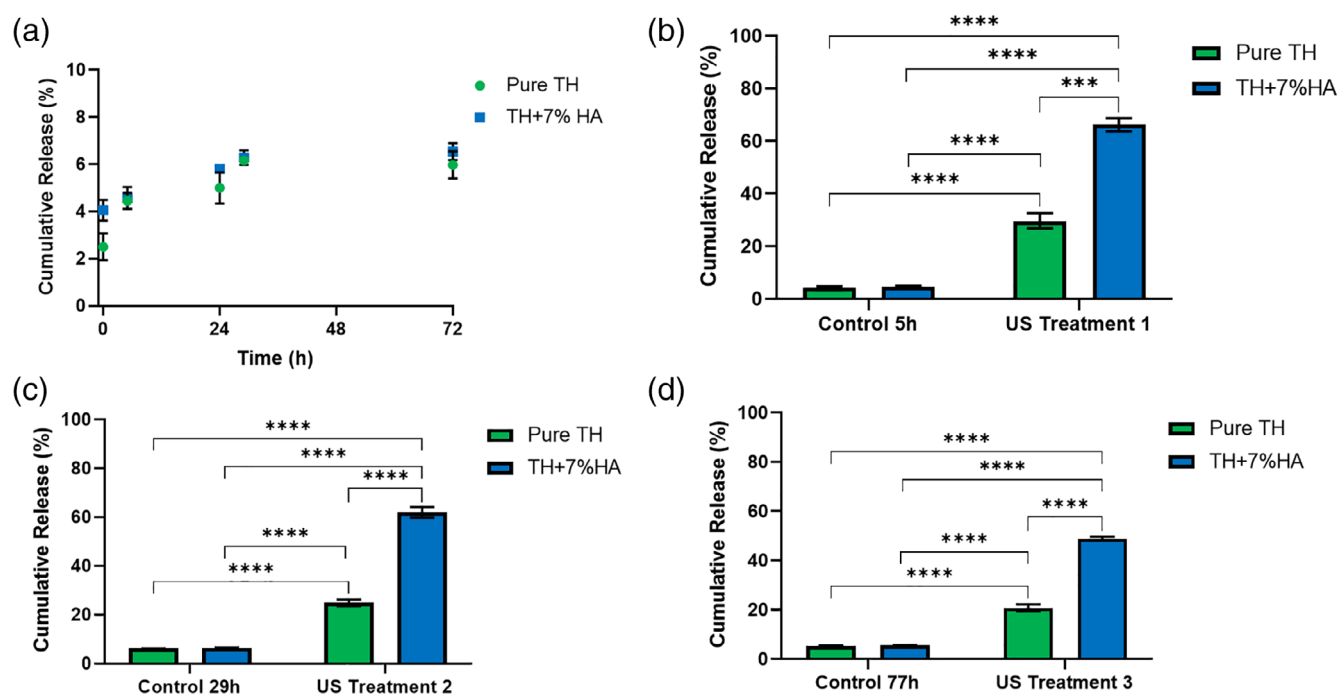 (a)
Cumulative Release (%)
10
8
6
4
2
0
0 24 48 72
Time (h)
Pure TH
TH+7% HA
(b)
Cumulative Release (%)
100
80
60
40
20
0
****
****
***
****
****
Control 5h US Treatment 1
Pure TH
TH+7%HA
(c)
Cumulative Release (%)
100
80
60
40
20
0
****
****
****
****
****
Control 29h US Treatment 2
Pure TH
TH+7%HA
(d)
Cumulative Release (%)
100
80
60
40
20
0
****
****
****
****
****
Control 77h US Treatment 3
Pure TH
TH+7%HA